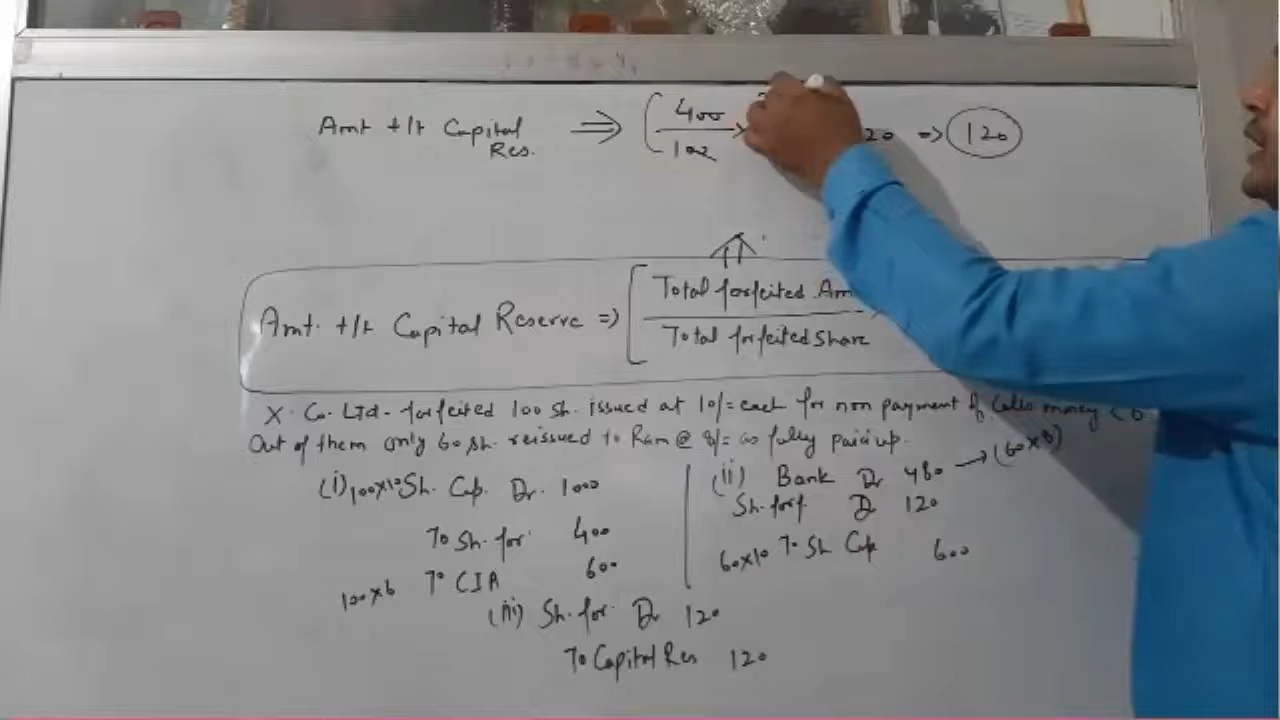 Amt t/t Capital Res. => ( 400 / 100 × 20 => 120
Amt. t/t Capital Reserve => [ Total forfeited Am
Total forfeited Share
X. Co. Ltd. forfeited 100 Sh. issued at 10/= each for non payment of Calls money ( 6
Out of them only 60 sh. reissued to Ram @ 8/= as fully paid up.
(i) 100×10 Sh. Cap. Dr. 1000
To Sh. for 400
100×6 To CIA 600
(ii) Bank Dr 480 → (60×8)
Sh. forf Dr 120
60×10 To Sh Cap 600
(iii) Sh. for. Dr 120
To Capital Res 120